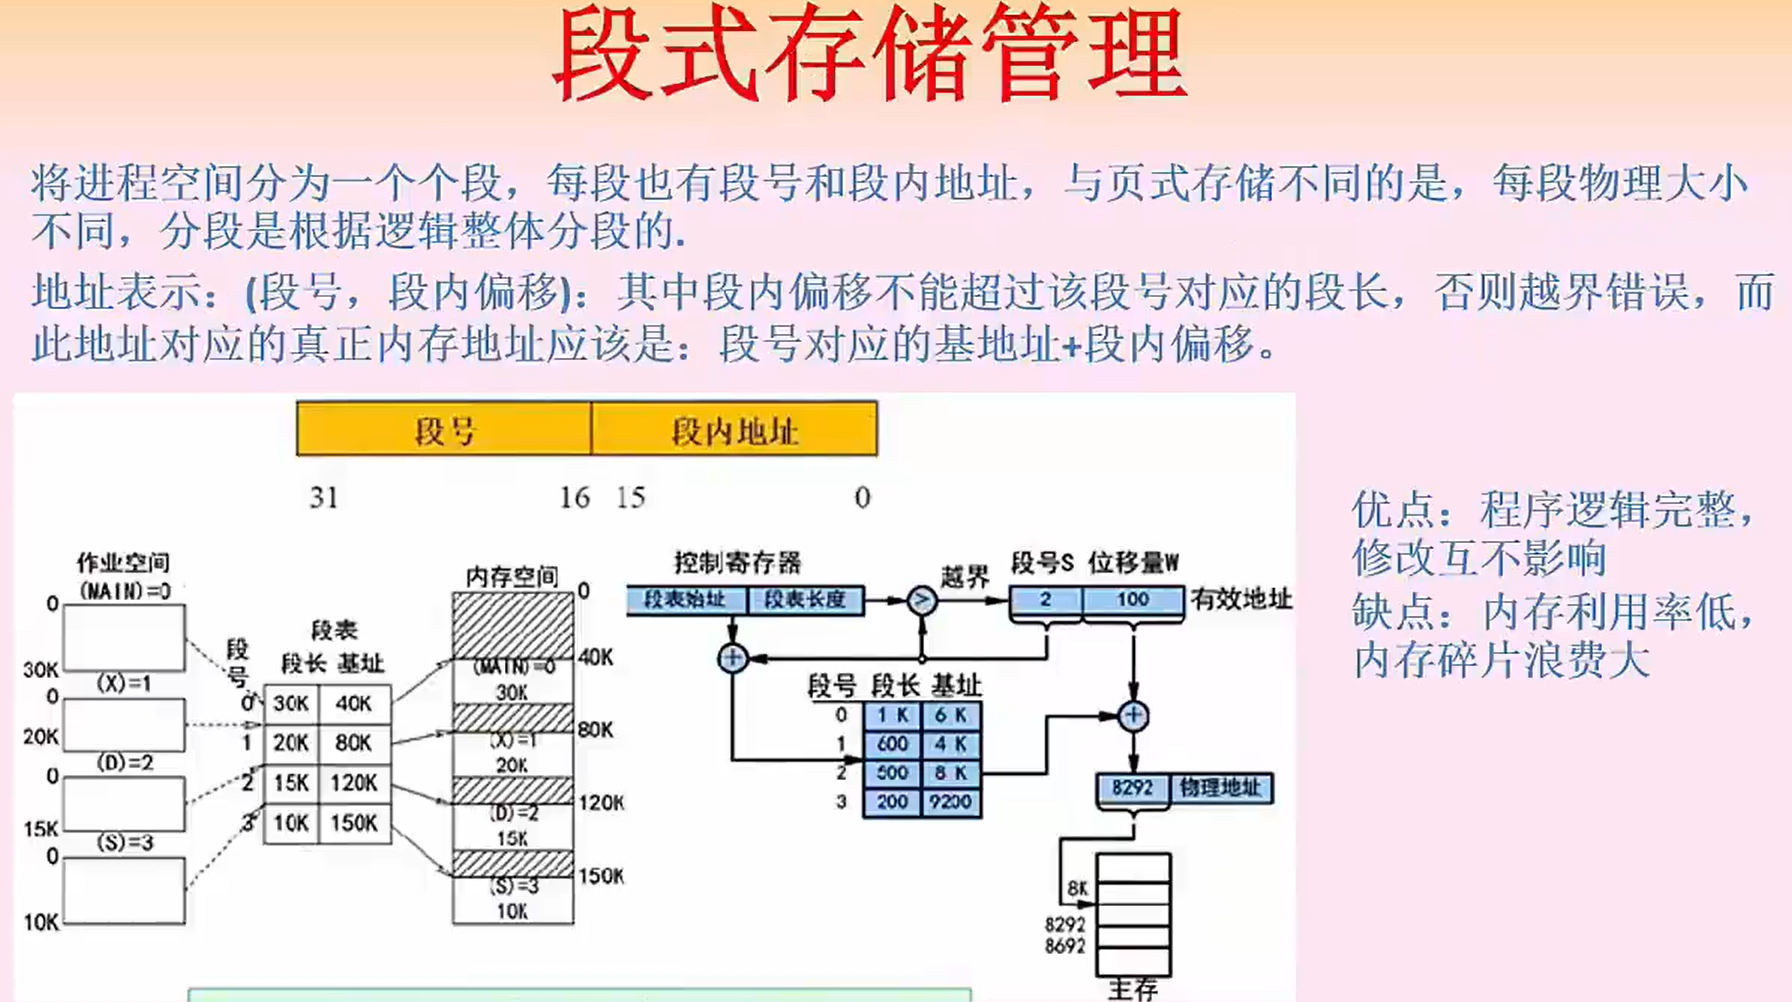 段式存储管理
将进程空间分为一个个段，每段也有段号和段内地址，与页式存储不同的是，每段物理大小
不同，分段是根据逻辑整体分段的.
地址表示：(段号，段内偏移)：其中段内偏移不能超过该段号对应的段长，否则越界错误，而
此地址对应的真正内存地址应该是：段号对应的基地址+段内偏移。
段号 段内地址
31 16 15 0
优点：程序逻辑完整，
修改互不影响
缺点：内存利用率低，
内存碎片浪费大
作业空间
(MAIN)=0
0
30K
(X)=1
0
20K
(D)=2
0
15K
(S)=3
0
10K
段号
段表
段长 基址
0 30K 40K
1 20K 80K
2 15K 120K
3 10K 150K
内存空间
0
40K
(MAIN)=0
30K
80K
(X)=1
20K
120K
(D)=2
15K
150K
(S)=3
10K
控制寄存器
段表始址 段表长度
>
越界
段号S 位移量W
2 100 有效地址
+
段号 段长 基址
0 1 K 6 K
1 600 4 K
2 500 8 K
3 200 9200
+
8292 物理地址
8K
8292
8692
主存